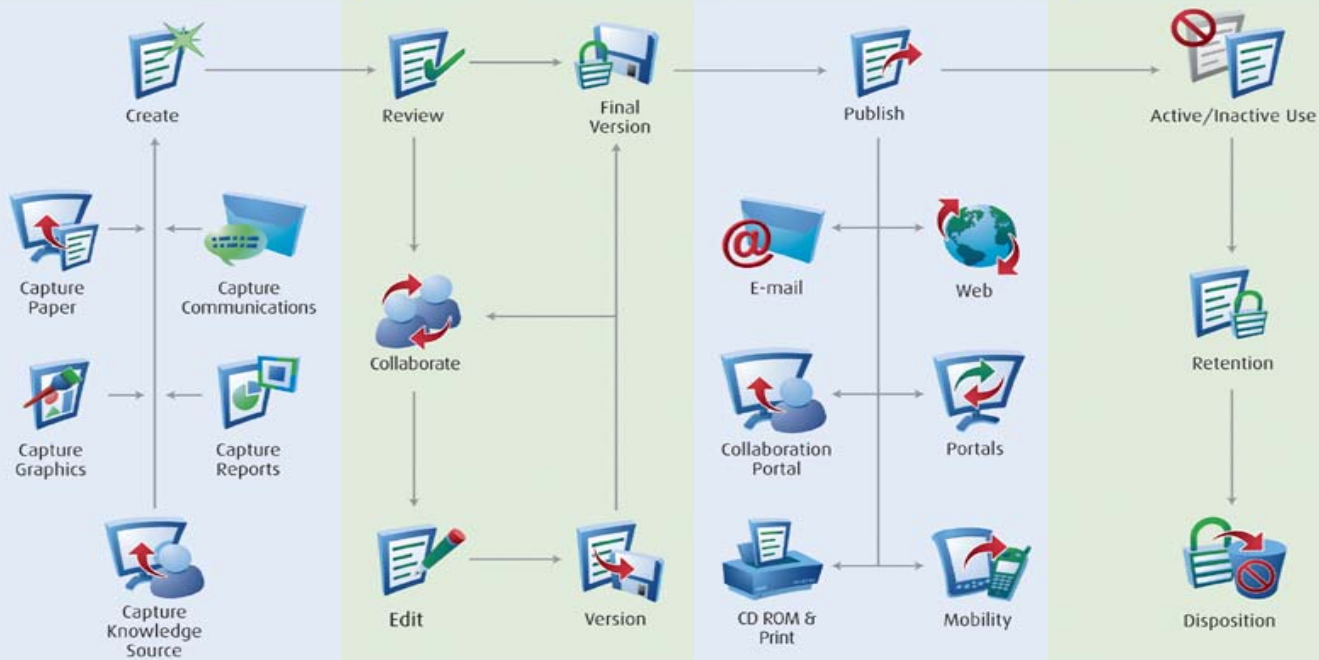 Create
Review
Final
Version
Publish
Active/Inactive Use
Capture
Paper
Capture
Communications
Collaborate
E-mail
Web
Retention
Capture
Graphics
Capture
Reports
Collaboration
Portal
Portals
Capture
Knowledge
Source
Edit
Version
CD ROM &
Print
Mobility
Disposition